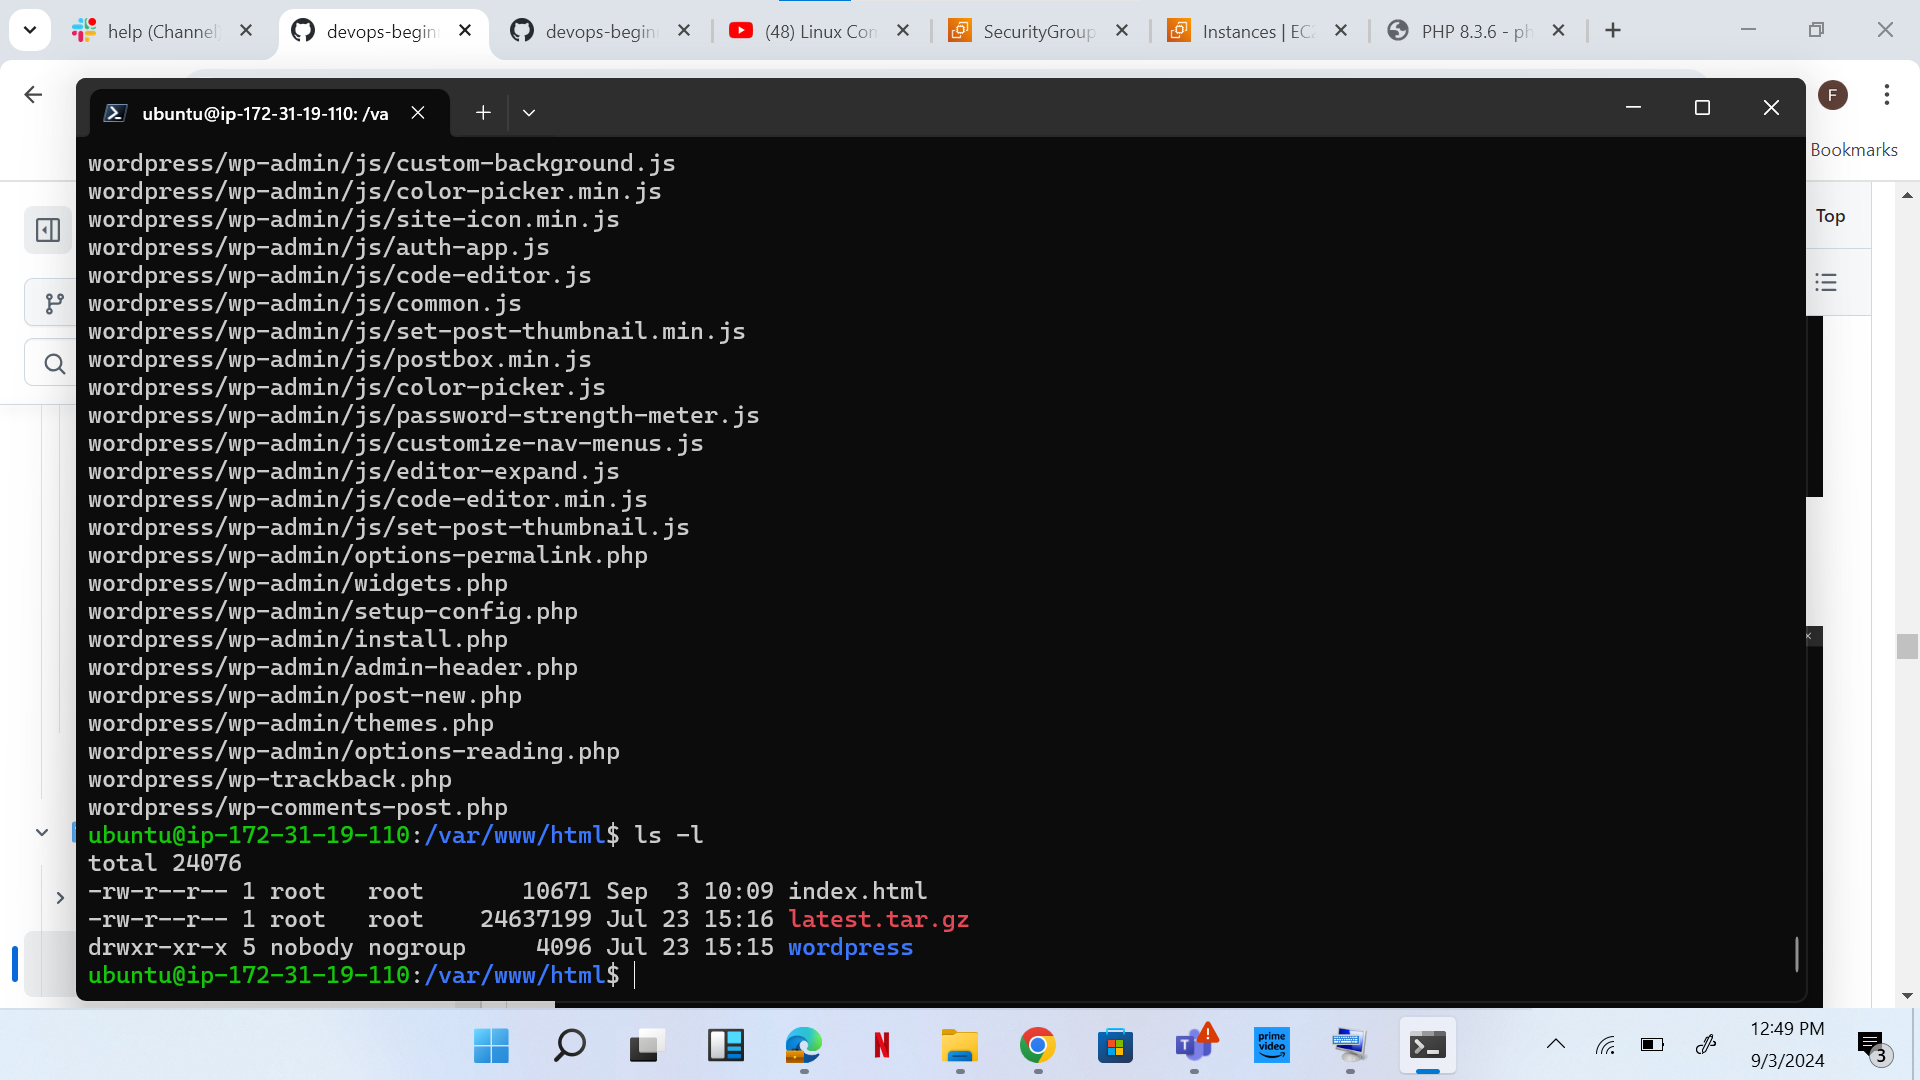 help (Channel
devops-begin
devops-begin
(48) Linux Con
SecurityGroup
Instances | EC2
PHP 8.3.6 - ph
ubuntu@ip-172-31-19-110: /va
F
Bookmarks
Top
wordpress/wp-admin/js/custom-background.js
wordpress/wp-admin/js/color-picker.min.js
wordpress/wp-admin/js/site-icon.min.js
wordpress/wp-admin/js/auth-app.js
wordpress/wp-admin/js/code-editor.js
wordpress/wp-admin/js/common.js
wordpress/wp-admin/js/set-post-thumbnail.min.js
wordpress/wp-admin/js/postbox.min.js
wordpress/wp-admin/js/color-picker.js
wordpress/wp-admin/js/password-strength-meter.js
wordpress/wp-admin/js/customize-nav-menus.js
wordpress/wp-admin/js/editor-expand.js
wordpress/wp-admin/js/code-editor.min.js
wordpress/wp-admin/js/set-post-thumbnail.js
wordpress/wp-admin/options-permalink.php
wordpress/wp-admin/widgets.php
wordpress/wp-admin/setup-config.php
wordpress/wp-admin/install.php
wordpress/wp-admin/admin-header.php
wordpress/wp-admin/post-new.php
wordpress/wp-admin/themes.php
wordpress/wp-admin/options-reading.php
wordpress/wp-trackback.php
wordpress/wp-comments-post.php
ubuntu@ip-172-31-19-110:/var/www/html$ ls -l
total 24076
-rw-r--r-- 1 root   root       10671 Sep  3 10:09 index.html
-rw-r--r-- 1 root   root    24637199 Jul 23 15:16 latest.tar.gz
drwxr-xr-x 5 nobody nogroup     4096 Jul 23 15:15 wordpress
ubuntu@ip-172-31-19-110:/var/www/html$
N
T
prime video
12:49 PM
9/3/2024
3